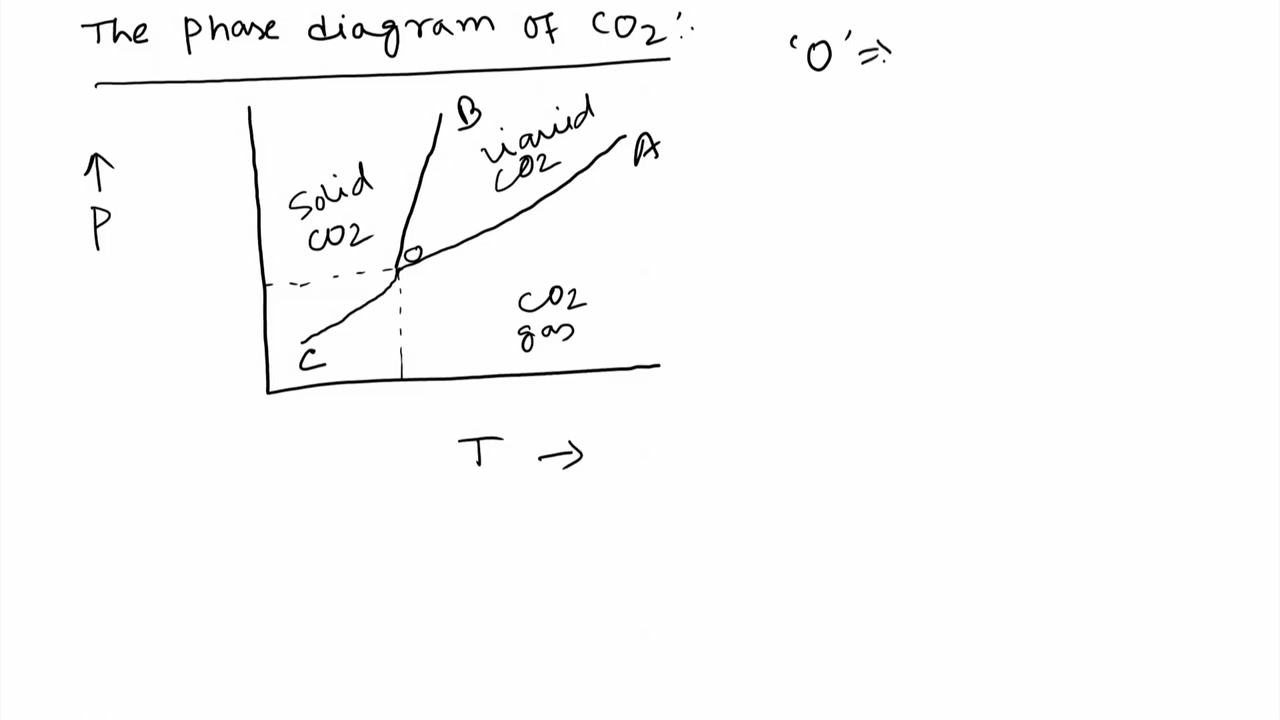 The phase diagram of CO2:
'O' ⇒
B
liquid
CO2
A
↑
P
Solid
CO2
O
CO2
gas
C
T →